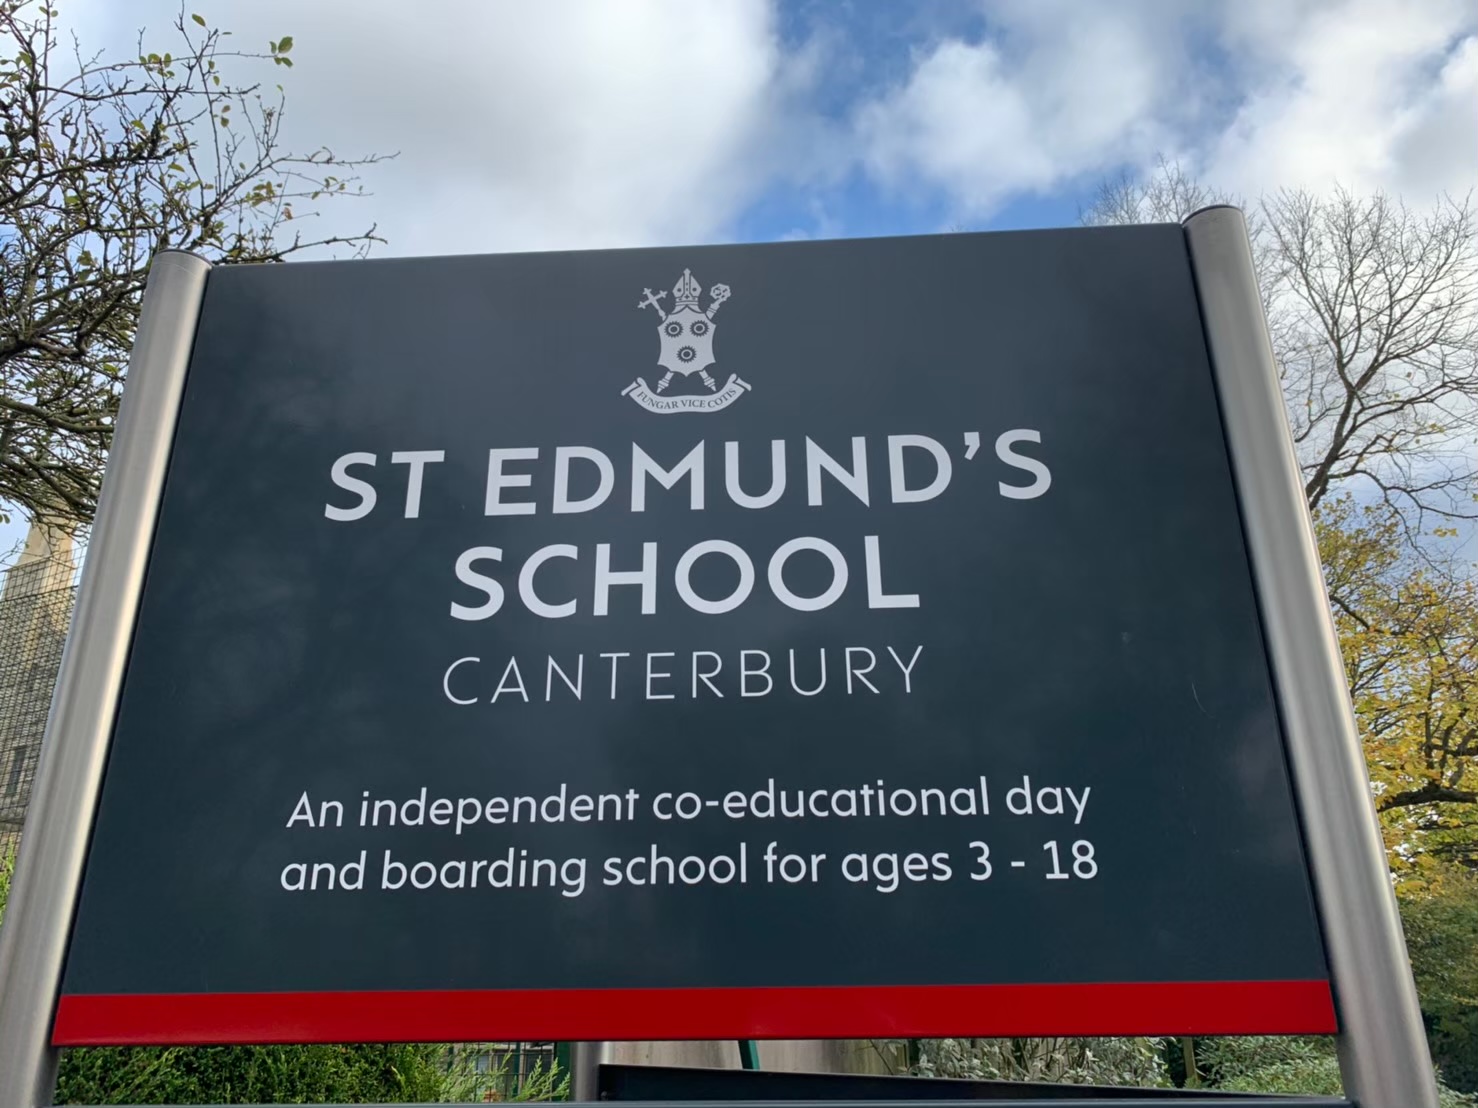 FUNGAR VICE COTIS
ST EDMUND'S
SCHOOL
CANTERBURY
An independent co-educational day
and boarding school for ages 3 - 18